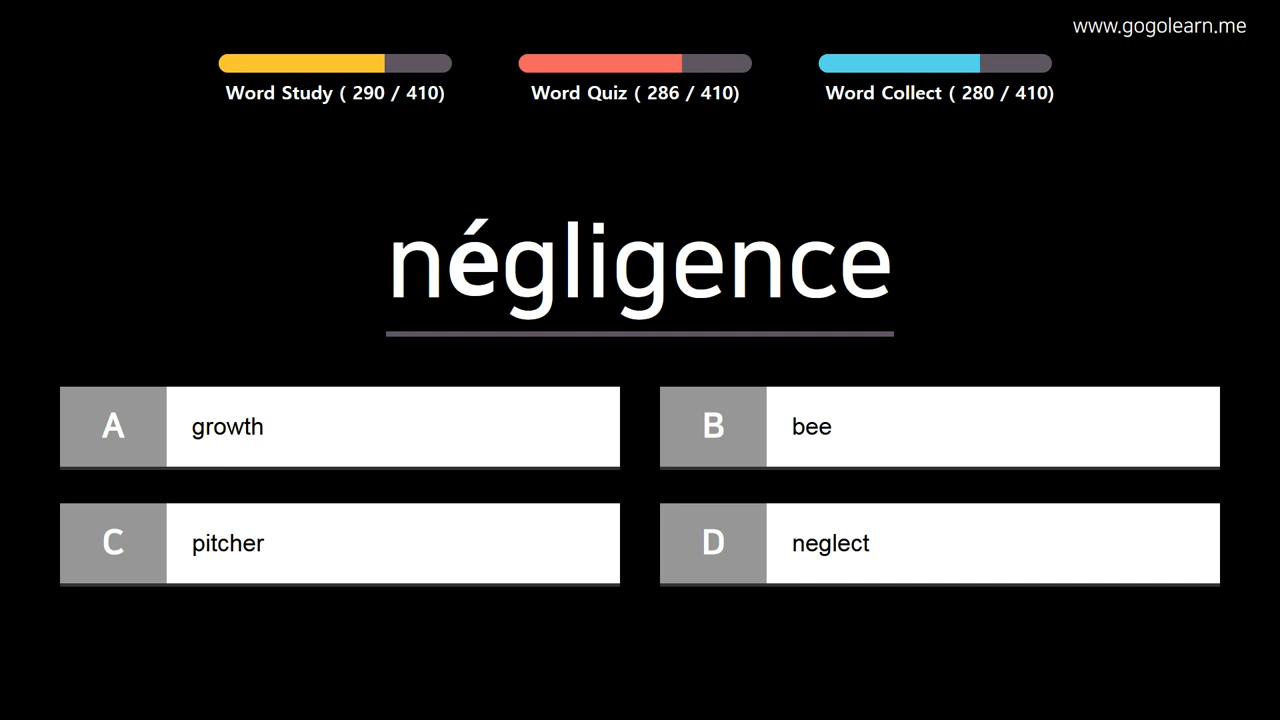 www.gogolearn.me
Word Study ( 290 / 410)
Word Quiz ( 286 / 410)
Word Collect ( 280 / 410)
négligence
A growth
B bee
C pitcher
D neglect